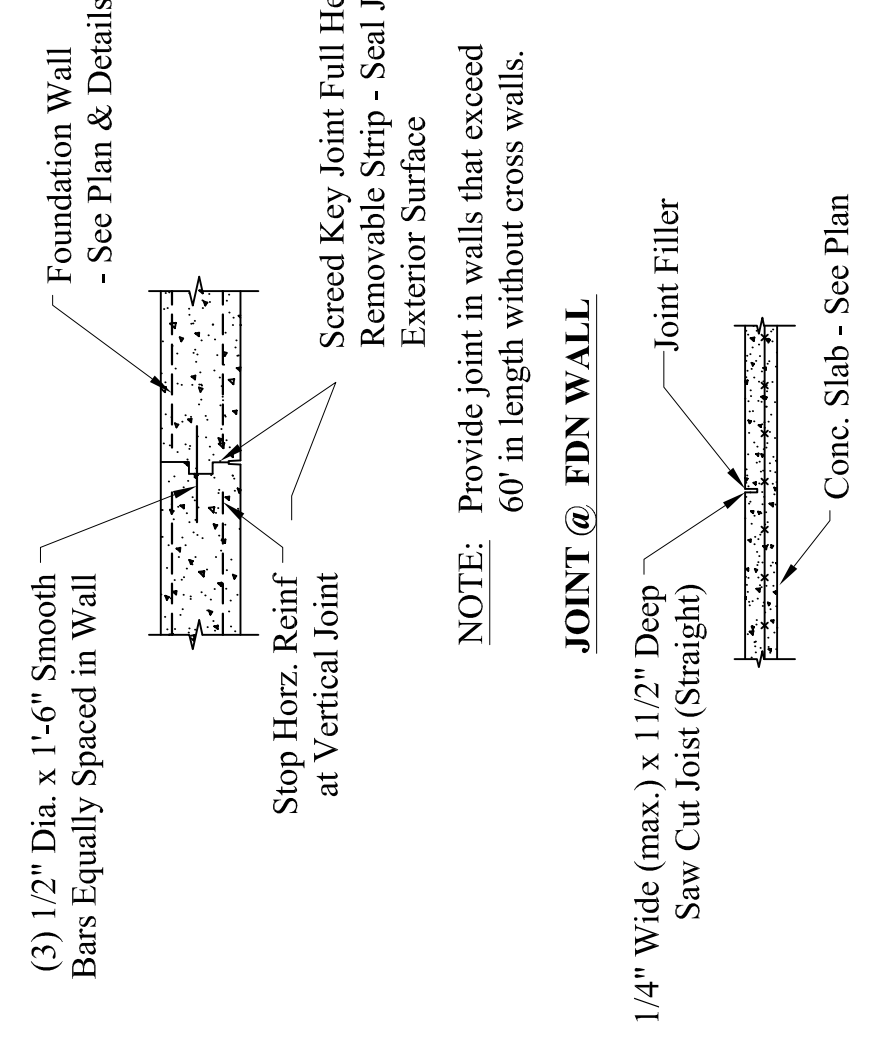 (3) 1/2" Dia. x 1'-6" Smooth
Bars Equally Spaced in Wall
Foundation Wall
- See Plan & Details
Stop Horz. Reinf
at Vertical Joint
Screed Key Joint Full
Removable Strip - Seal
Exterior Surface
NOTE: Provide joint in walls that exceed
60' in length without cross walls.
JOINT @ FDN WALL
1/4" Wide (max.) x 11/2" Deep
Saw Cut Joist (Straight)
Joint Filler
Conc. Slab - See Plan